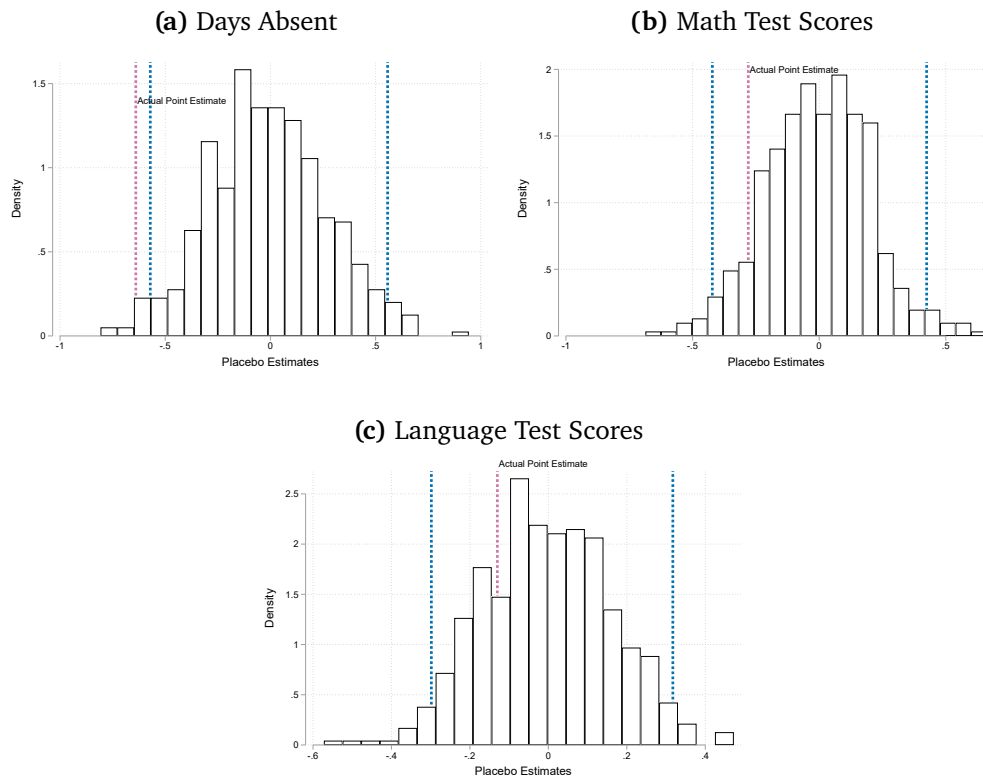 (a) Days Absent
Actual Point Estimate
Density
0
.5
1
1.5
-1
-.5
0
.5
1
Placebo Estimates
(b) Math Test Scores
Actual Point Estimate
Density
0
.5
1
1.5
2
-1
-.5
0
.5
Placebo Estimates
(c) Language Test Scores
Actual Point Estimate
Density
0
.5
1
1.5
2
2.5
-.6
-.4
-.2
0
.2
.4
Placebo Estimates